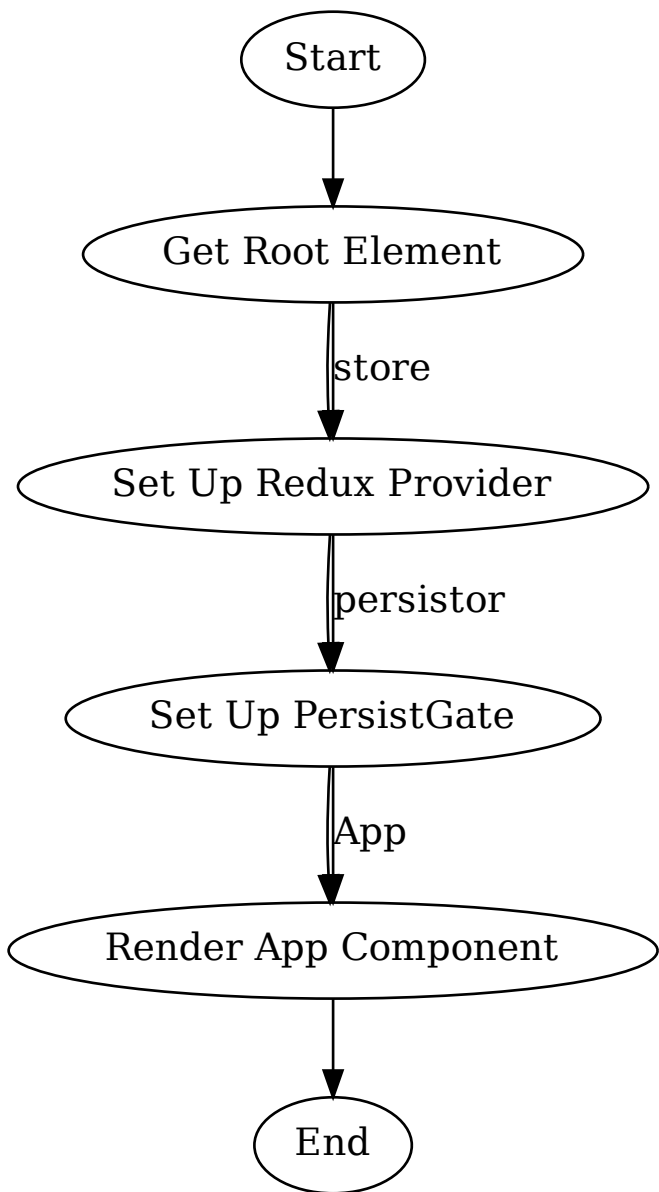 Start
Get Root Element
store
Set Up Redux Provider
persistor
Set Up PersistGate
App
Render App Component
End